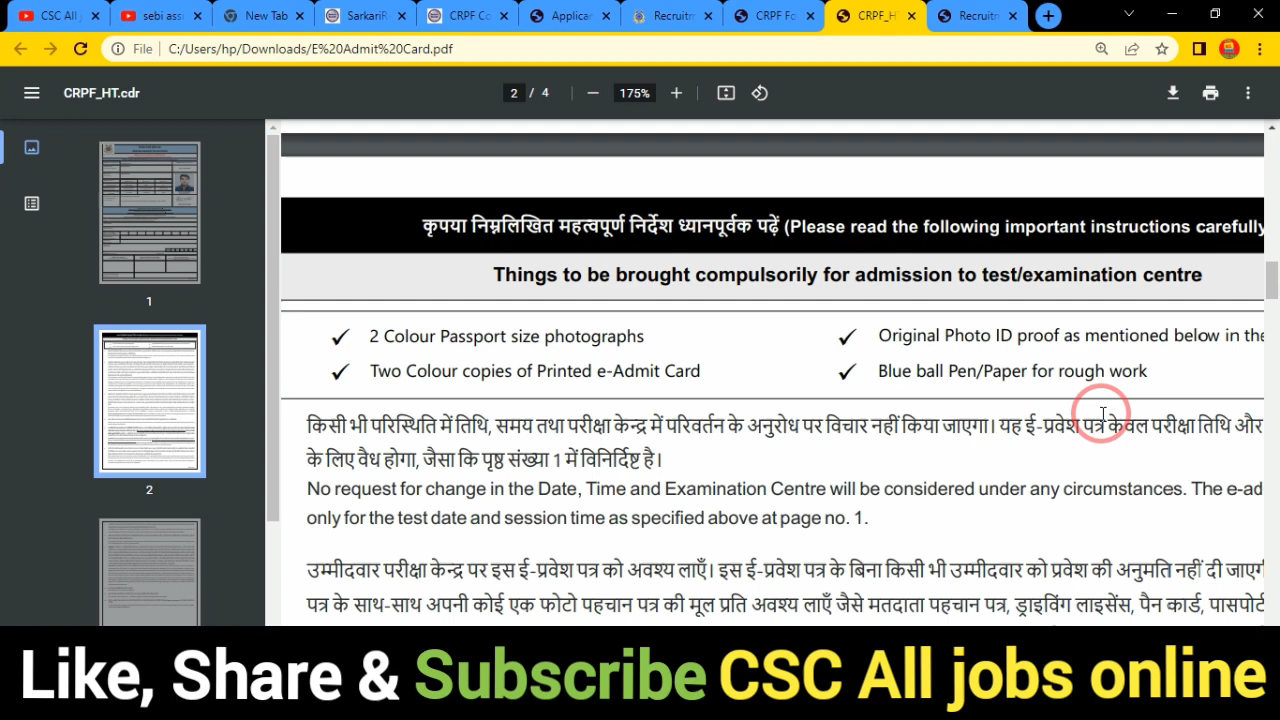 CSC All
sebi ass
New Tab
SarkariR
CRPF Co
Applican
Recruitm
CRPF Fo
CRPF_H
Recruitm
File C:/Users/hp/Downloads/E%20Admit%20Card.pdf
CRPF_HT.cdr
2 / 4
175%
1
2
कृपया निम्नलिखित महत्वपूर्ण निर्देश ध्यानपूर्वक पढ़ें (Please read the following important instructions carefully
Things to be brought compulsorily for admission to test/examination centre
✓ 2 Colour Passport size photographs
✓ Original Photo ID proof as mentioned below in the
✓ Two Colour copies of Printed e-Admit Card
✓ Blue ball Pen/Paper for rough work
किसी भी परिस्थिति में तिथि, समय तथा परीक्षा केन्द्र में परिवर्तन के अनुरोध पर विचार नहीं किया जाएगा। यह ई-प्रवेश पत्र केवल परीक्षा तिथि और
के लिए वैध होगा, जैसा कि पृष्ठ संख्या 1 में विनिर्दिष्ट है।
No request for change in the Date, Time and Examination Centre will be considered under any circumstances. The e-ad
only for the test date and session time as specified above at page no. 1.
उम्मीदवार परीक्षा केन्द्र पर इस ई-प्रवेश पत्र को अवश्य लाएँ। इस ई-प्रवेश पत्र के बिना किसी भी उम्मीदवार को प्रवेश की अनुमति नहीं दी जाएग
पत्र के साथ-साथ अपनी कोई एक फोटो पहचान पत्र की मूल प्रति अवश्य लाएँ जैसे मतदाता पहचान पत्र, ड्राइविंग लाइसेंस, पैन कार्ड, पासपोर्ट
Like, Share & Subscribe CSC All jobs online